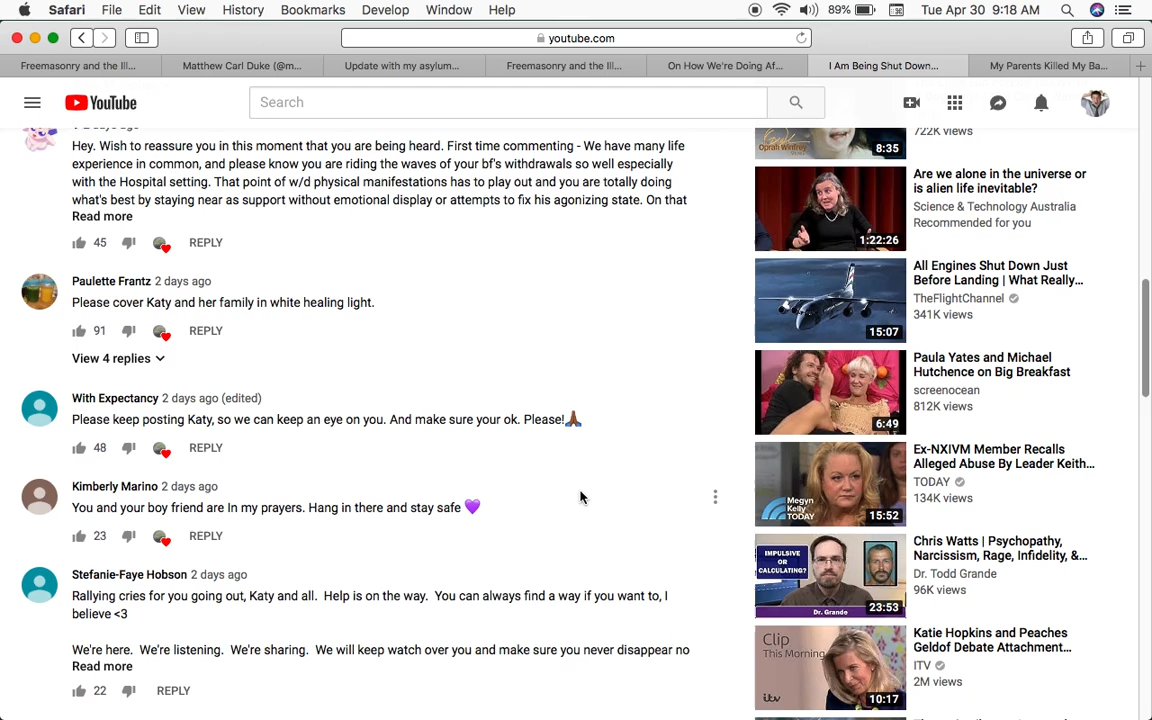 Safari File Edit View History Bookmarks Develop Window Help 89% Tue Apr 30 9:18 AM
youtube.com
Freemasonry and the Ill... Matthew Carl Duke (@m... Update with my asylum... Freemasonry and the Ill... On How We're Doing Af... I Am Being Shut Down... My Parents Killed My Ba...
YouTube Search
Hey. Wish to reassure you in this moment that you are being heard. First time commenting - We have many life
experience in common, and please know you are riding the waves of your bf's withdrawals so well especially
with the Hospital setting. That point of w/d physical manifestations has to play out and you are totally doing
what's best by staying near as support without emotional display or attempts to fix his agonizing state. On that
Read more
45 REPLY
Paulette Frantz 2 days ago
Please cover Katy and her family in white healing light.
91 REPLY
View 4 replies
With Expectancy 2 days ago (edited)
Please keep posting Katy, so we can keep an eye on you. And make sure your ok. Please!🙏🏾
48 REPLY
Kimberly Marino 2 days ago
You and your boy friend are In my prayers. Hang in there and stay safe 💜
23 REPLY
Stefanie-Faye Hobson 2 days ago
Rallying cries for you going out, Katy and all. Help is on the way. You can always find a way if you want to, I
believe <3
We're here. We're listening. We're sharing. We will keep watch over you and make sure you never disappear no
Read more
22 REPLY
722K views
Oprah Winfrey
8:35
Are we alone in the universe or
is alien life inevitable?
Science & Technology Australia
Recommended for you
1:22:26
All Engines Shut Down Just
Before Landing | What Really...
TheFlightChannel
341K views
15:07
Paula Yates and Michael
Hutchence on Big Breakfast
screenocean
812K views
6:49
Ex-NXIVM Member Recalls
Alleged Abuse By Leader Keith...
TODAY
134K views
Megyn
Kelly
TODAY
15:52
Chris Watts | Psychopathy,
Narcissism, Rage, Infidelity, &...
Dr. Todd Grande
96K views
IMPULSIVE
OR
CALCULATING?
Dr. Grande
23:53
Katie Hopkins and Peaches
Geldof Debate Attachment...
ITV
2M views
Clip
This Morning
itv
10:17